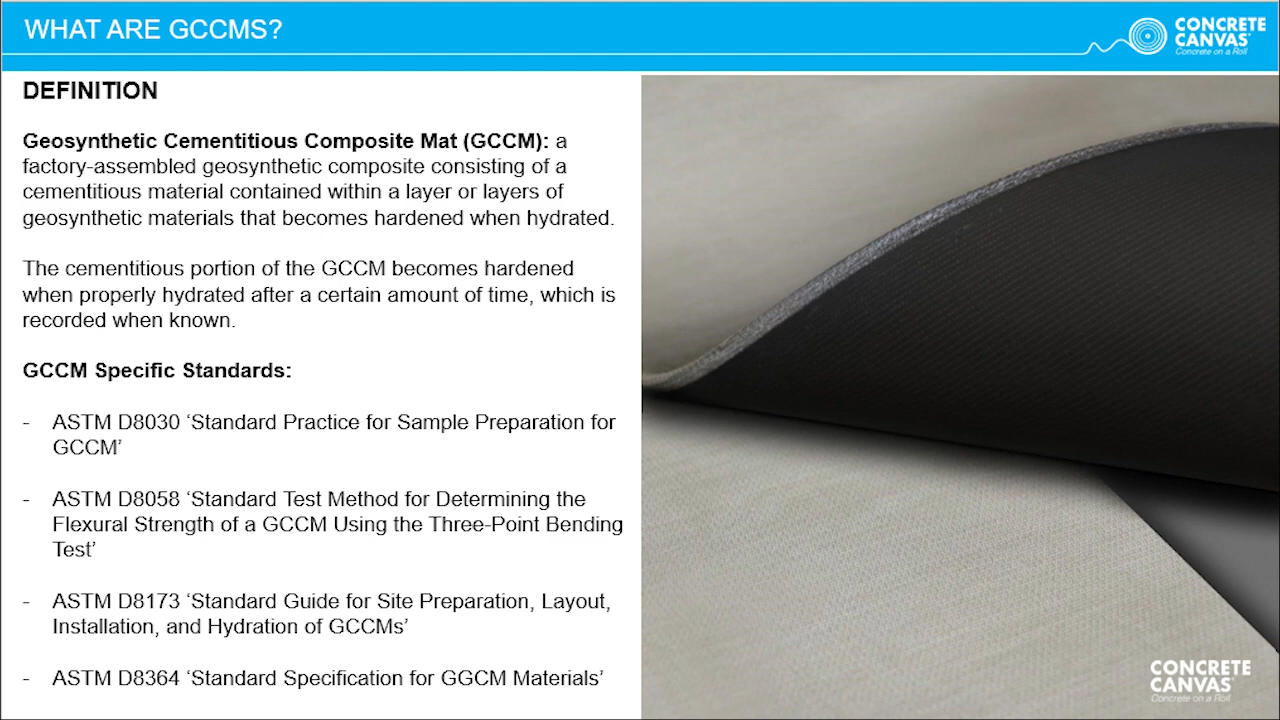 WHAT ARE GCCMS?
CONCRETE
CANVAS®
Concrete on a Roll
DEFINITION
Geosynthetic Cementitious Composite Mat (GCCM): a
factory-assembled geosynthetic composite consisting of a
cementitious material contained within a layer or layers of
geosynthetic materials that becomes hardened when hydrated.
The cementitious portion of the GCCM becomes hardened
when properly hydrated after a certain amount of time, which is
recorded when known.
GCCM Specific Standards:
- ASTM D8030 ‘Standard Practice for Sample Preparation for
GCCM’
- ASTM D8058 ‘Standard Test Method for Determining the
Flexural Strength of a GCCM Using the Three-Point Bending
Test’
- ASTM D8173 ‘Standard Guide for Site Preparation, Layout,
Installation, and Hydration of GCCMs’
- ASTM D8364 ‘Standard Specification for GGCM Materials’
CONCRETE
CANVAS®
Concrete on a Roll